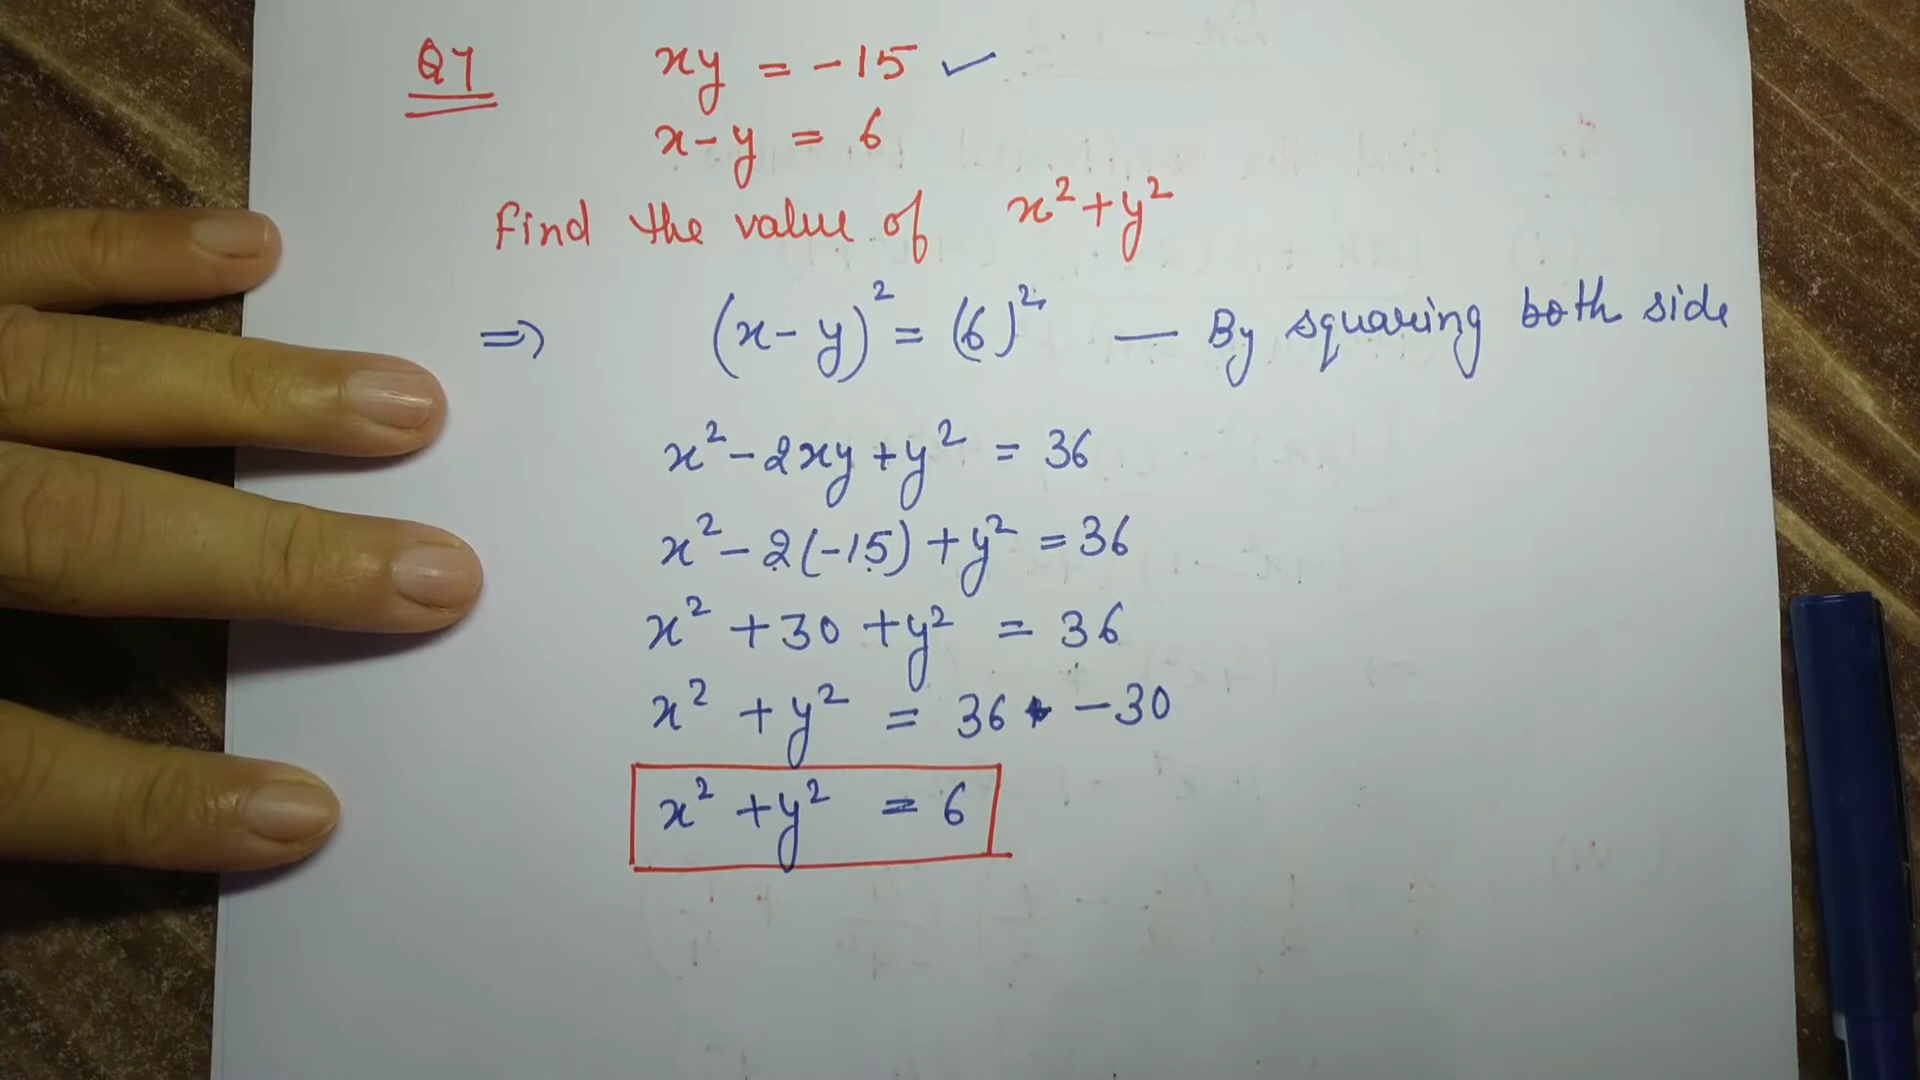 Q7 xy = -15 ✓
x-y = 6
Find the value of x²+y²
⇒ (x-y)² = (6)² — By squaring both side
x²-2xy+y² = 36
x²-2(-15)+y² = 36
x² +30 +y² = 36
x² +y² = 36 -30
x² +y² = 6